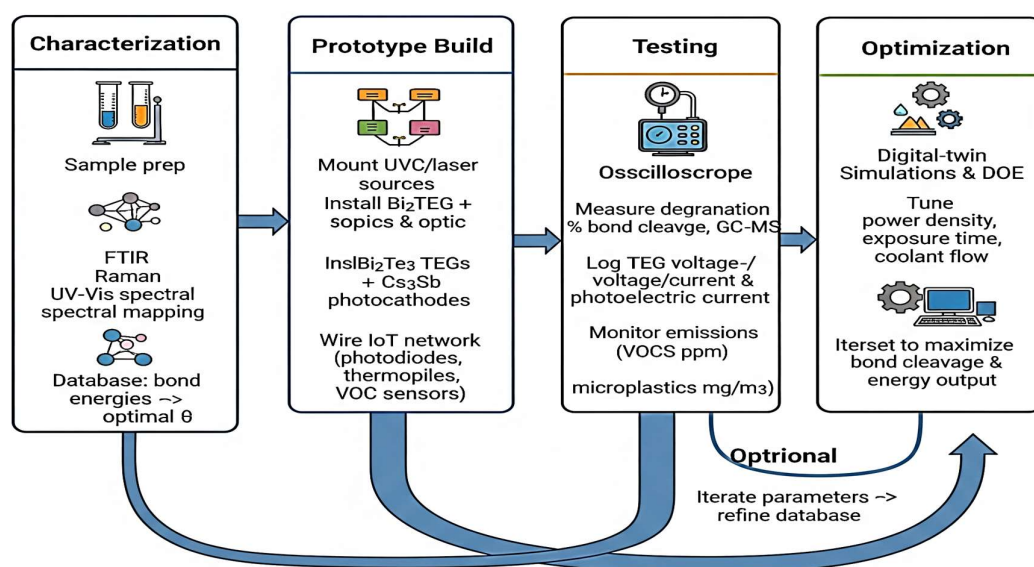 Characterization
Sample prep
FTIR
Raman
UV-Vis spectral
spectral mapping
Database: bond
energies ~>
optimal θ
Prototype Build
Mount UVC/laser
sources
Install Bi₂TEG +
sopics & optic
InslBi₂Te₃ TEGs
+ Cs₃Sb
photocathodes
Wire IoT network
(photodiodes,
thermopiles,
VOC sensors)
Testing
Osscilloscrope
Measure degranation
% bond cleavge, GC-MS
Log TEG voltage-/
voltage/current &
photoelectric current
Monitor emissions
(VOCS ppm)
microplastics mg/m₃)
Optimization
Digital-twin
Simulations & DOE
Tune
power density,
exposure time,
coolant flow
Iterset to maximize
bond cleavage &
energy output
Optrional
Iterate parameters ~>
refine database